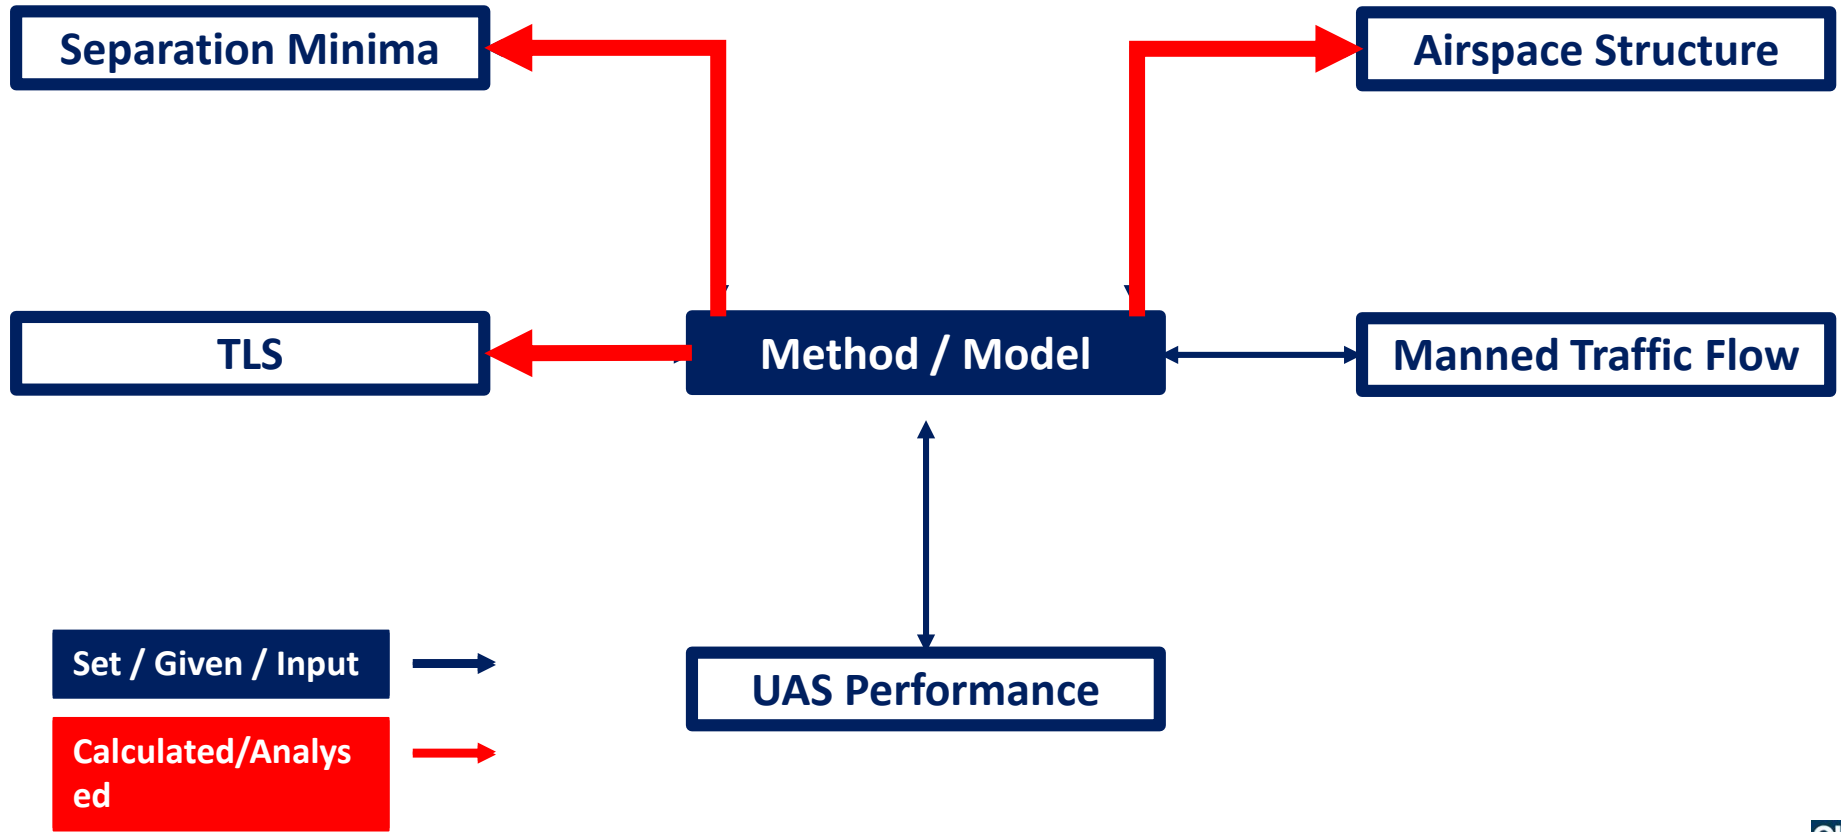 Separation Minima
Airspace Structure
TLS
Method / Model
Manned Traffic Flow
Set / Given / Input
UAS Performance
Calculated/Analys
ed